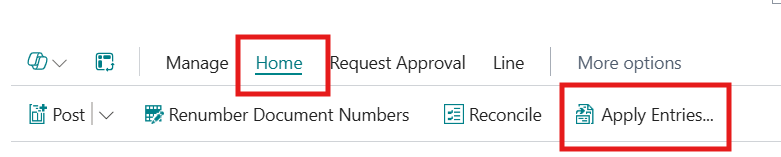 Manage Home Request Approval Line More options
Post Renumber Document Numbers Reconcile Apply Entries...